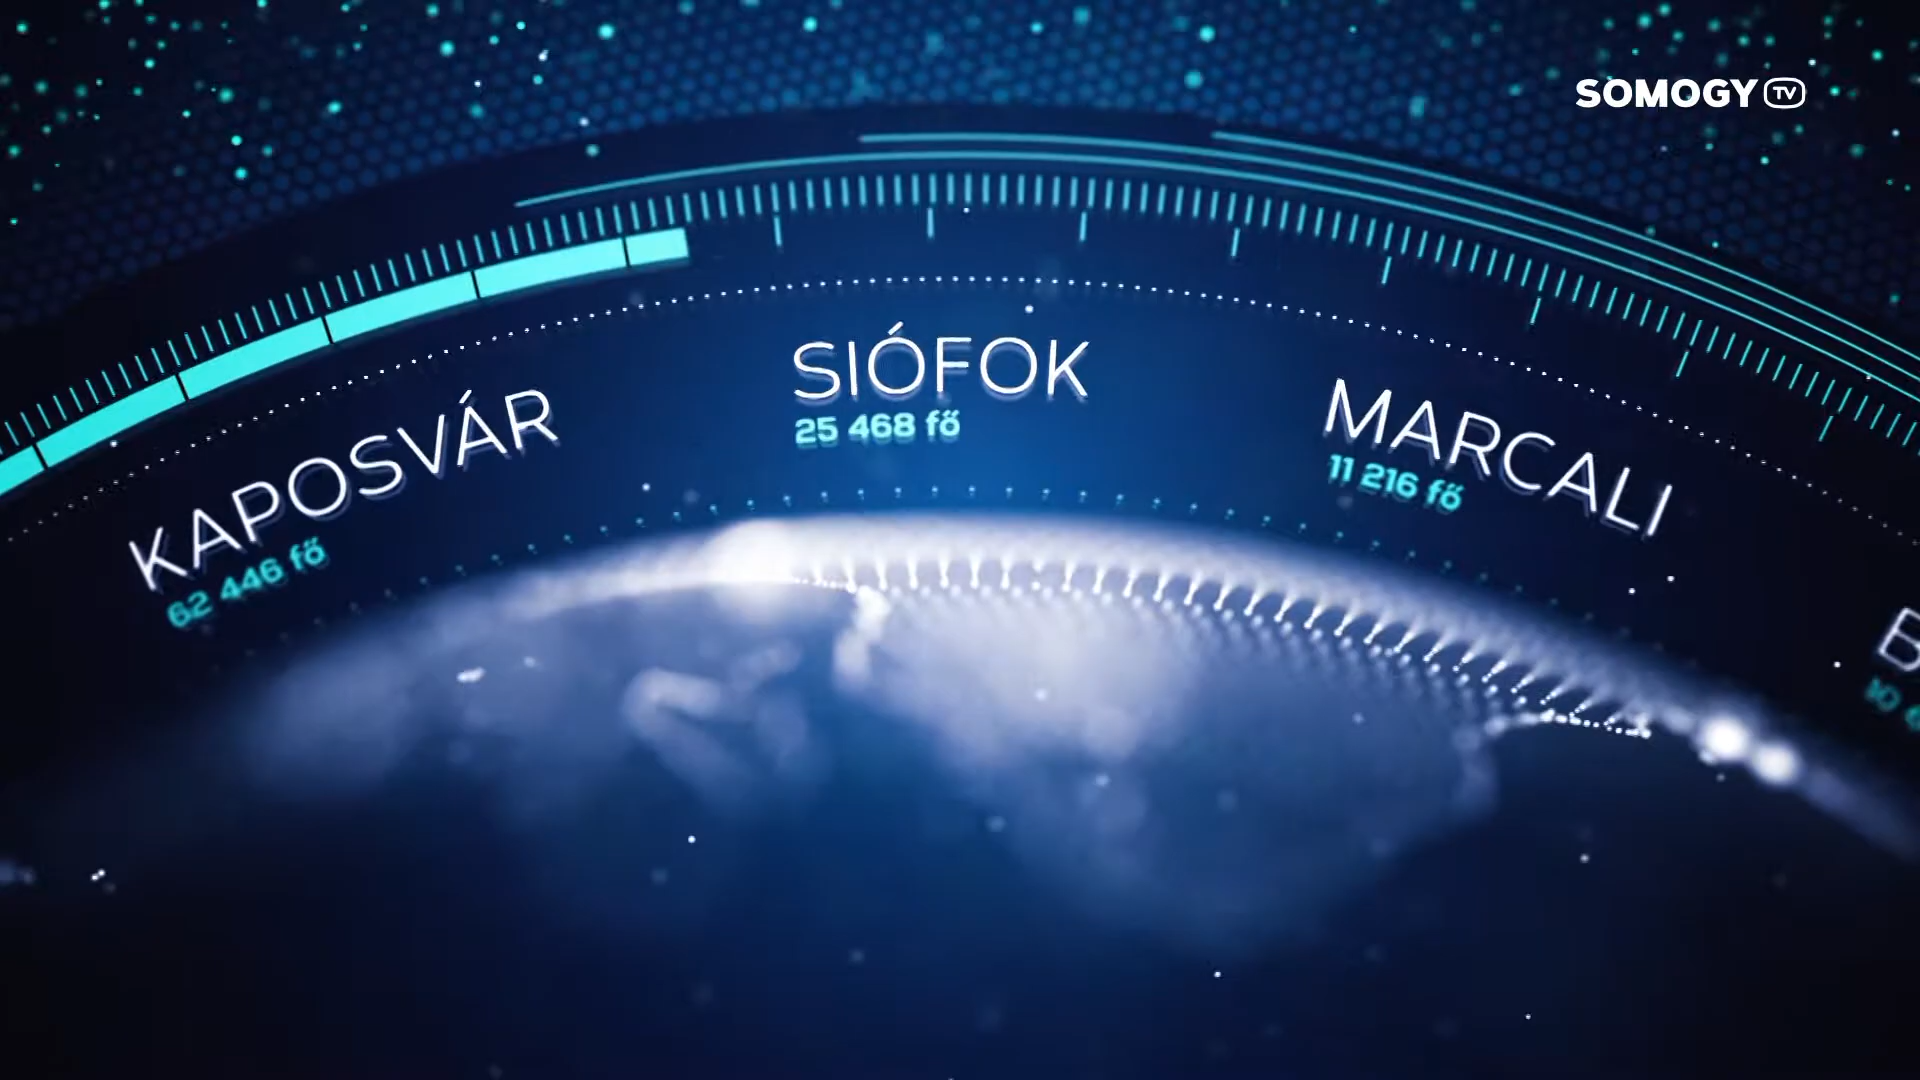 SOMOGY TV
KAPOSVÁR
62 446 fő
SIÓFOK
25 468 fő
MARCALI
11 216 fő